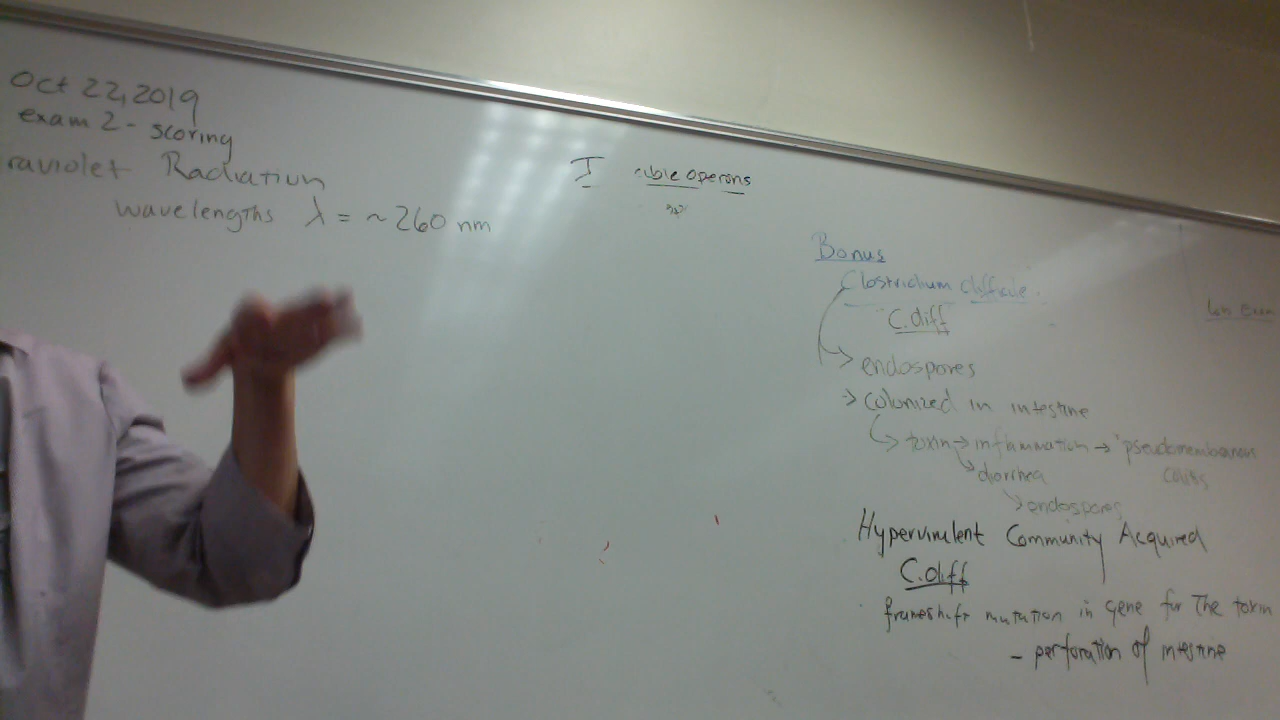 Oct 22, 2019
exam 2 - scoring
raviolet Radiation
wavelengths λ = ~260 nm
I cible operons
Bonus
Clostridium difficile.
C.diff
→ endospores
→ colonized in intestine
→ toxin → inflammation → pseudomembranous
colitis
↘ diorrhea
↘ endospores
Hypervirulent Community Acquired
C.diff
frameshift mutation in gene for The toxin
- perforation of intestine